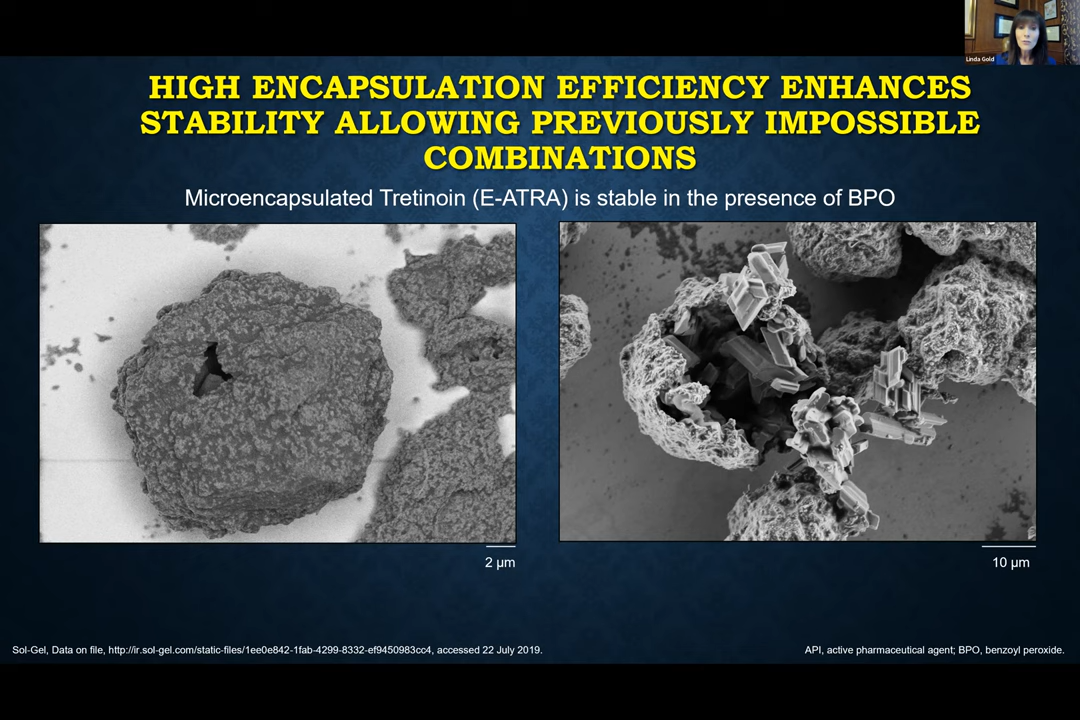 Linda Gold
HIGH ENCAPSULATION EFFICIENCY ENHANCES
STABILITY ALLOWING PREVIOUSLY IMPOSSIBLE
COMBINATIONS
Microencapsulated Tretinoin (E-ATRA) is stable in the presence of BPO
2 µm
10 µm
Sol-Gel, Data on file, http://ir.sol-gel.com/static-files/1ee0e842-1fab-4299-8332-ef9450983cc4, accessed 22 July 2019.
API, active pharmaceutical agent; BPO, benzoyl peroxide.